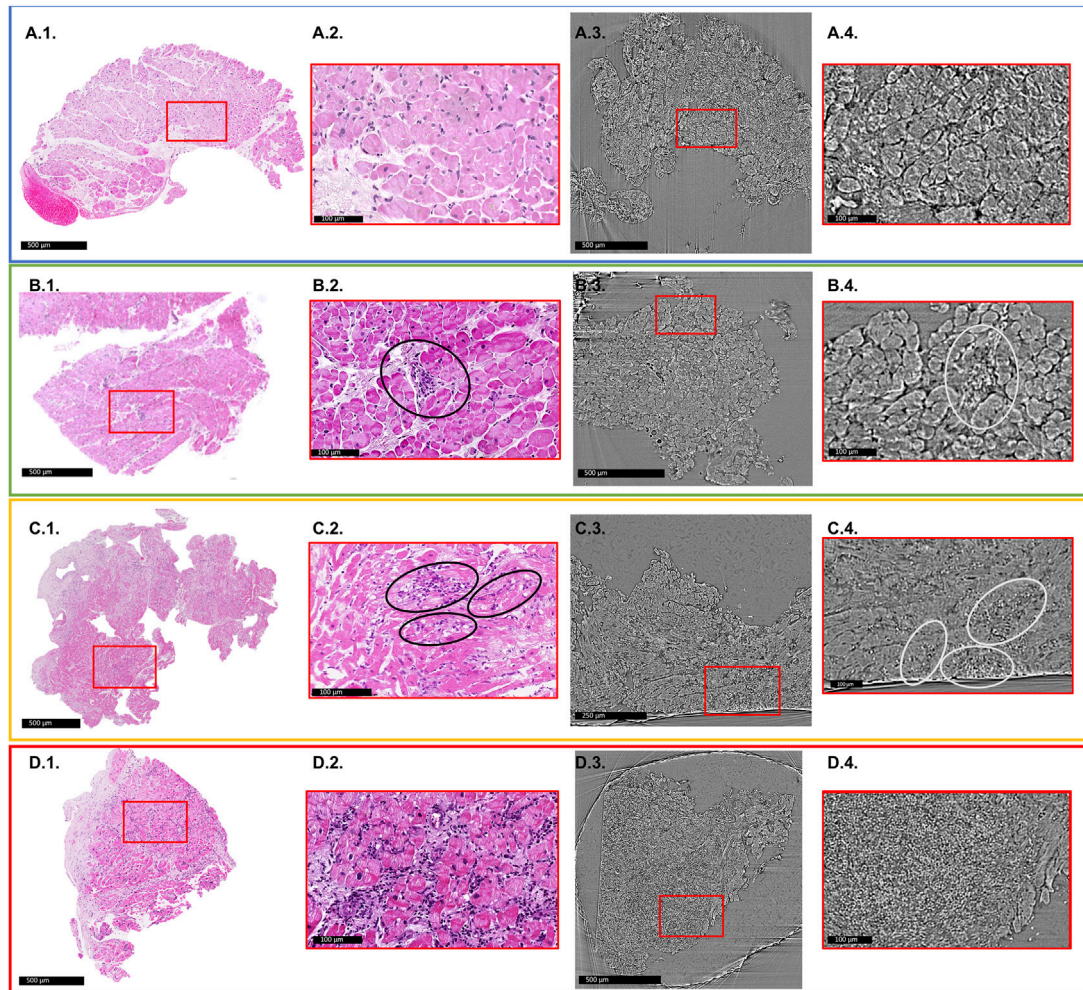 A.1. A.2. A.3. A.4.
500 µm 100 µm 500 µm 100 µm
B.1. B.2. B.3. B.4.
500 µm 100 µm 500 µm 100 µm
C.1. C.2. C.3. C.4.
500 µm 100 µm 250 µm 100 µm
D.1. D.2. D.3. D.4.
500 µm 100 µm 500 µm 100 µm